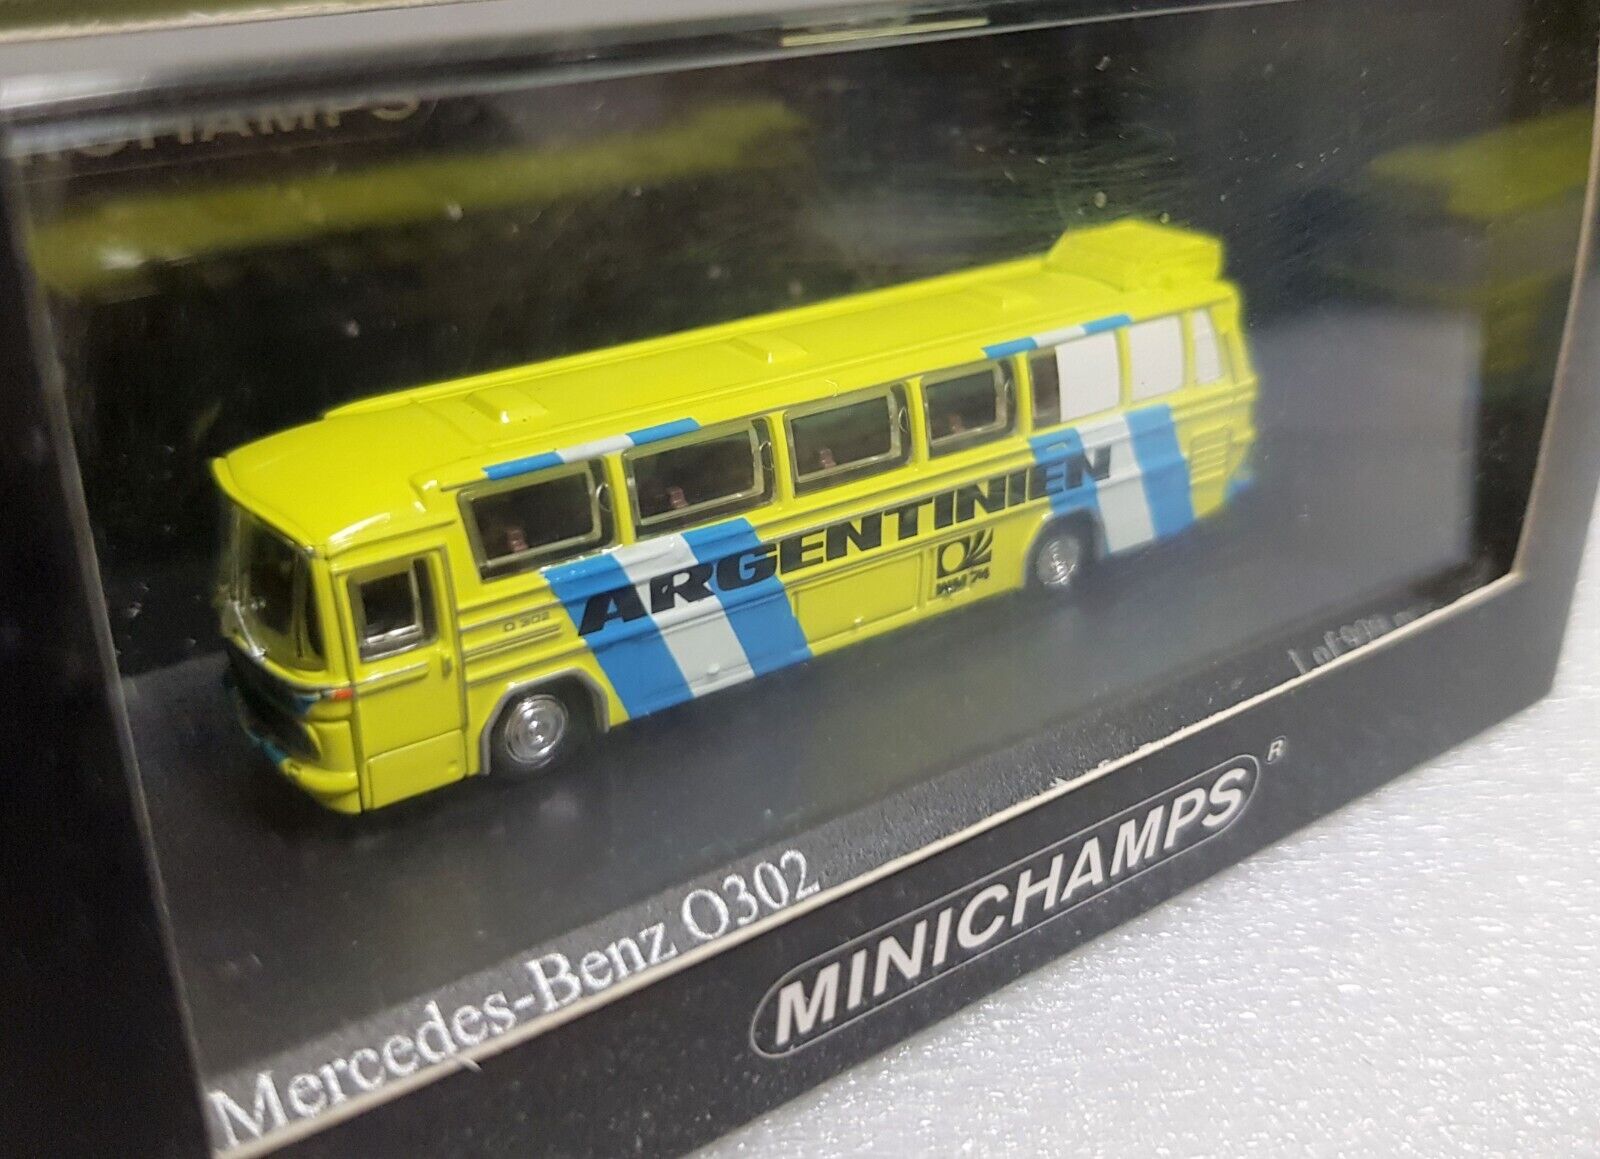 ARGENTINIEN
O 302
WM 74
Mercedes-Benz O302
MINICHAMPS ®